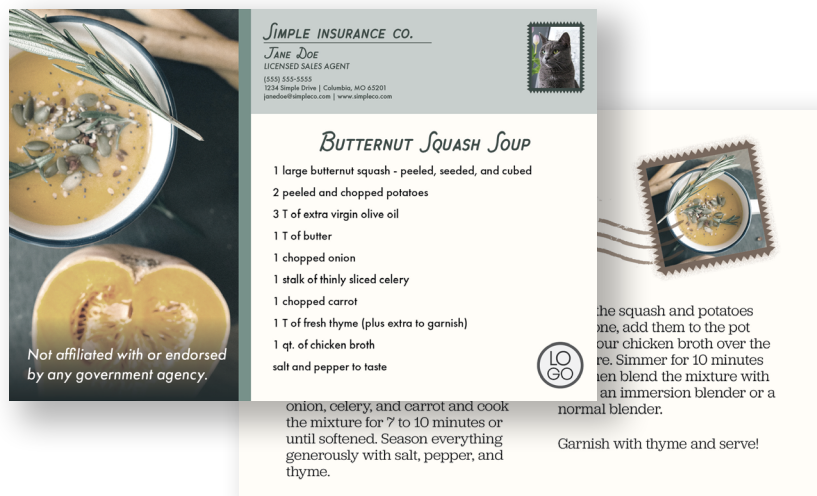 SIMPLE INSURANCE CO.
JANE DOE
LICENSED SALES AGENT
(555) 555-5555
1234 Simple Drive | Columbia, MO 65201
janedoe@simpleco.com | www.simpleco.com
BUTTERNUT SQUASH SOUP
1 large butternut squash - peeled, seeded, and cubed
2 peeled and chopped potatoes
3 T of extra virgin olive oil
1 T of butter
1 chopped onion
1 stalk of thinly sliced celery
1 chopped carrot
1 T of fresh thyme (plus extra to garnish)
1 qt. of chicken broth
salt and pepper to taste
Not affiliated with or endorsed
by any government agency.
LO
GO
onion, celery, and carrot and cook
the mixture for 7 to 10 minutes or
until softened. Season everything
generously with salt, pepper, and
thyme.
the squash and potatoes
one, add them to the pot
our chicken broth over the
re. Simmer for 10 minutes
hen blend the mixture with
an immersion blender or a
normal blender.
Garnish with thyme and serve!